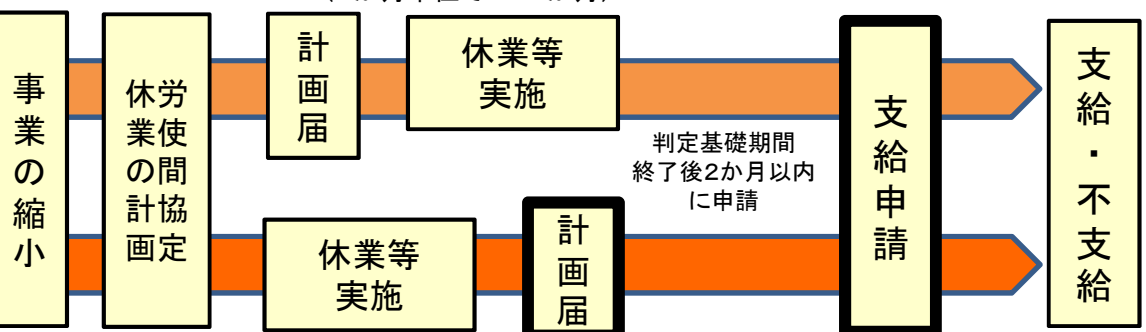 事業の縮小
労使間協定
休業の計画
計画届
休業等
実施
判定基礎期間
終了後2か月以内
に申請
休業等
実施
計画届
支給申請
支給・不支給